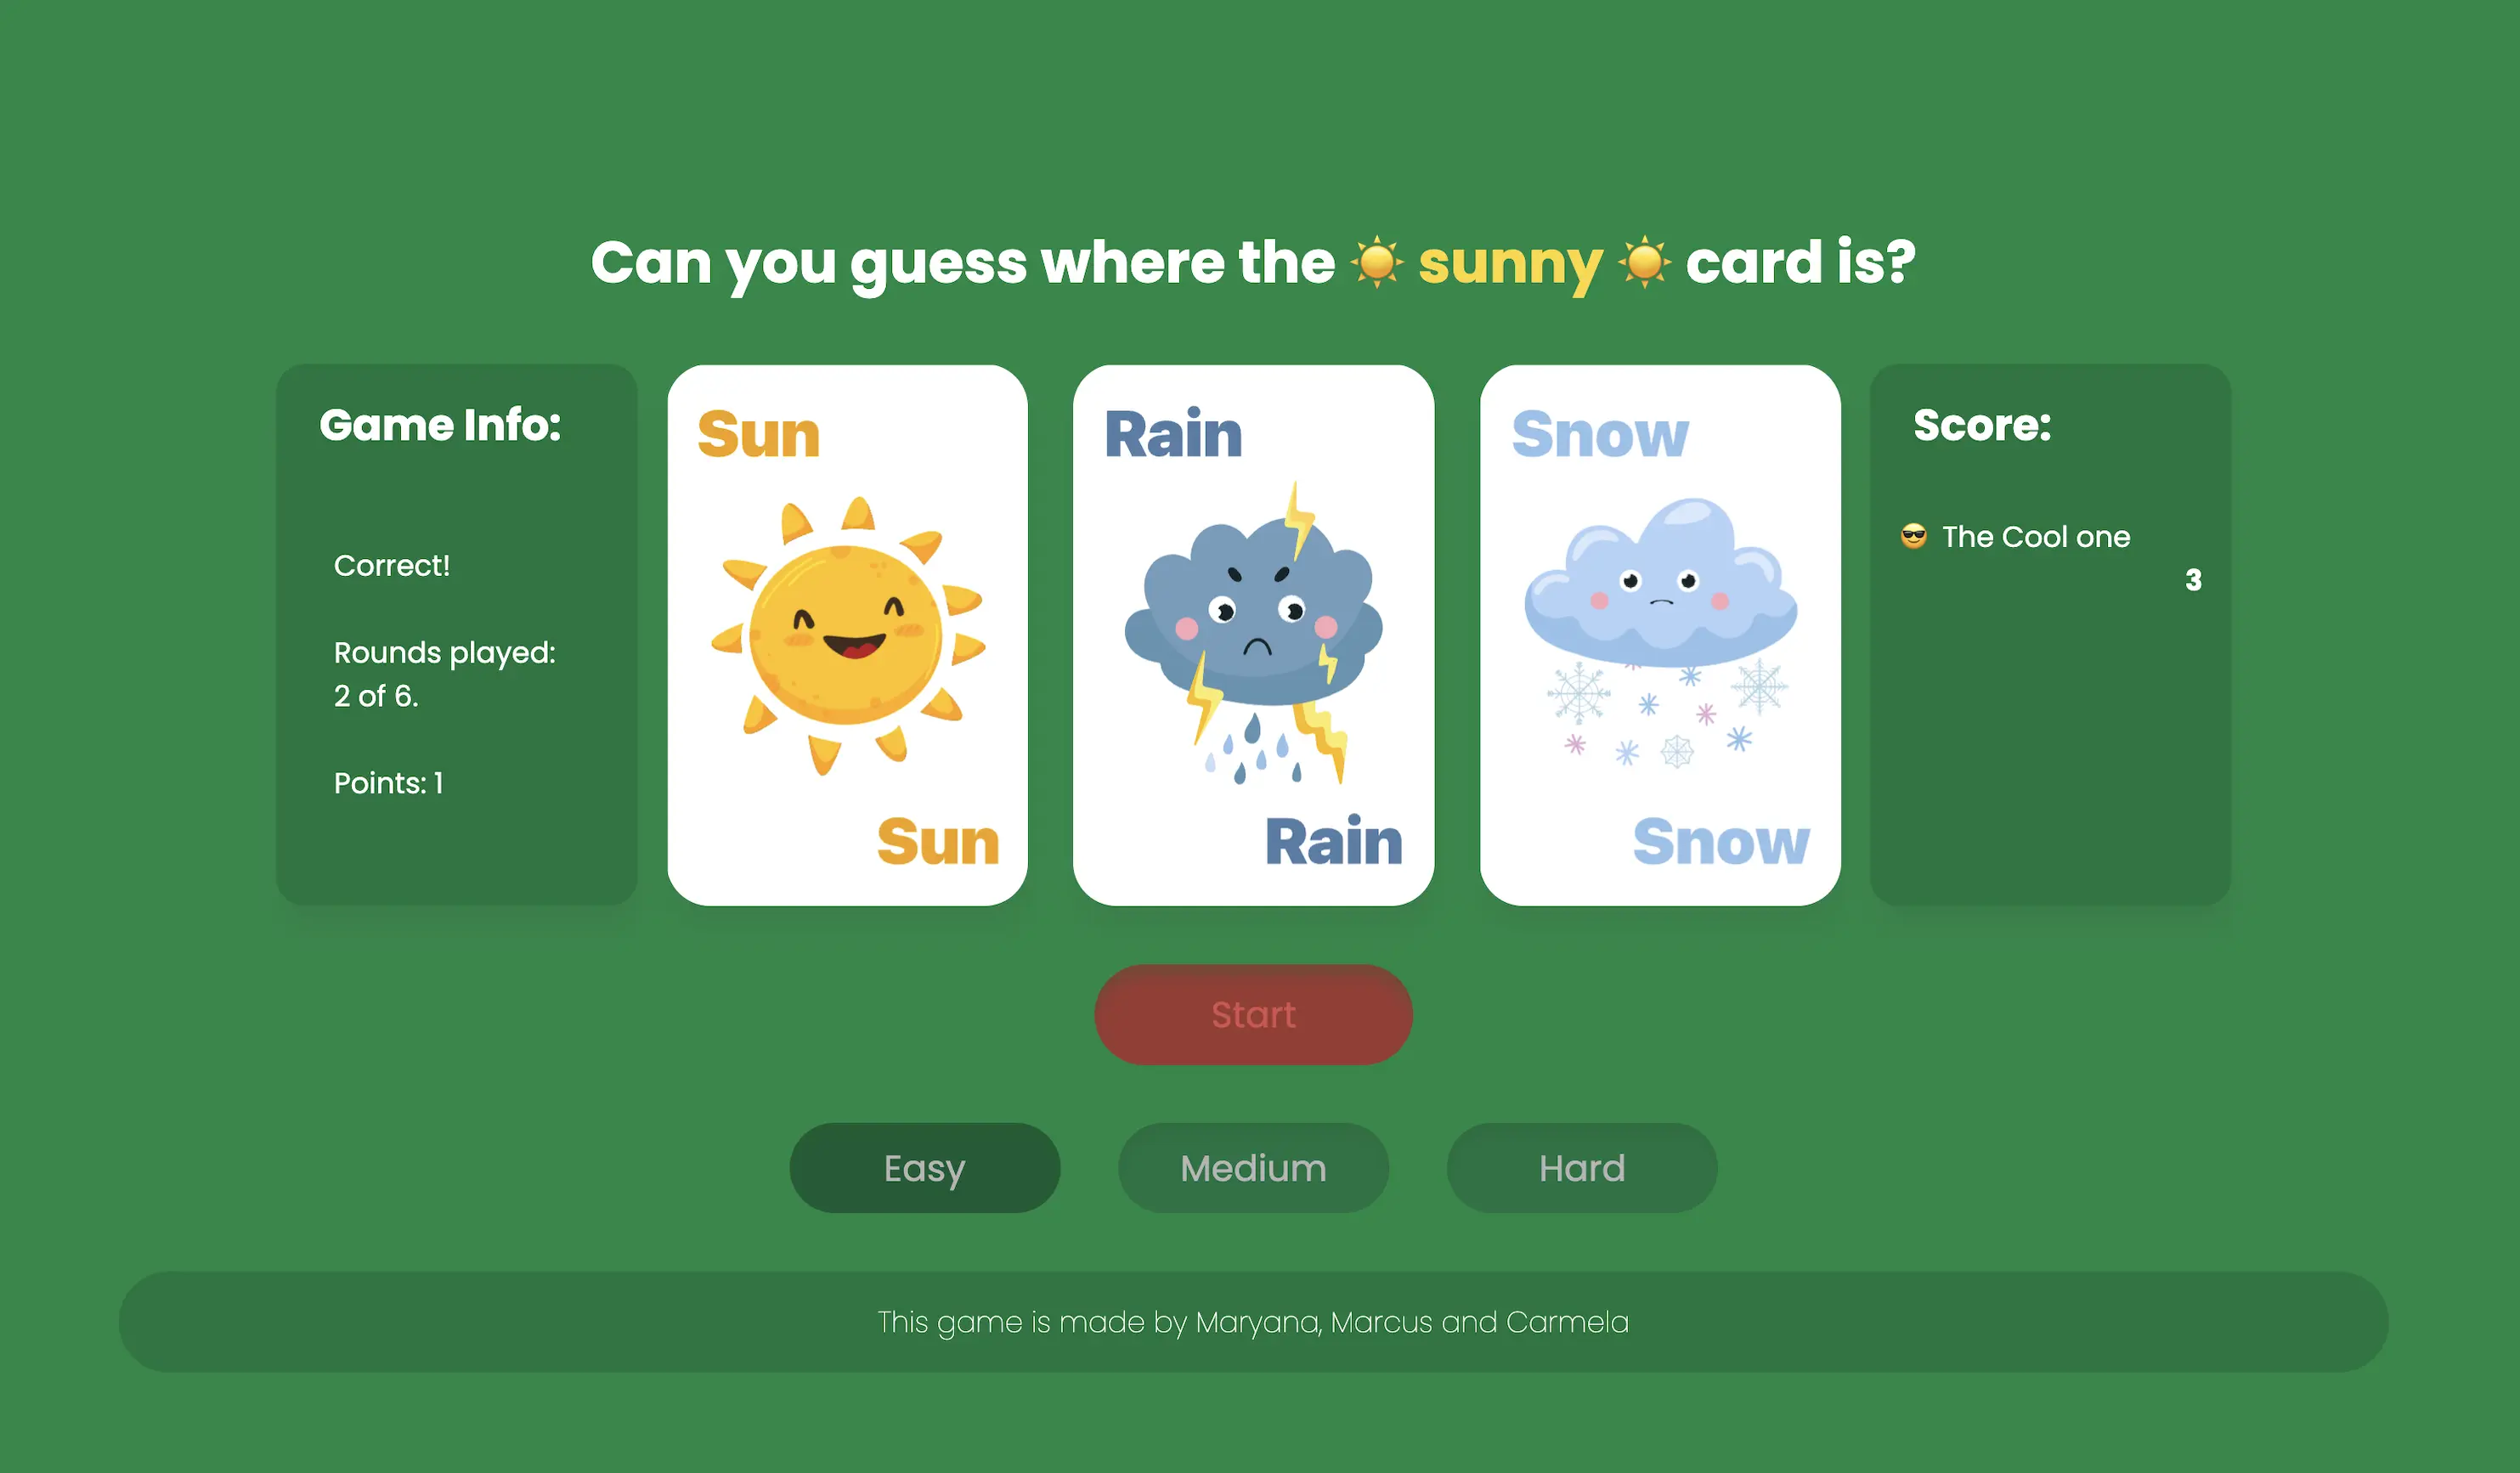 Can you guess where the ☀️ sunny ☀️ card is?
Game Info:
Correct!
Rounds played:
2 of 6.
Points: 1
Sun
Sun
Rain
Rain
Snow
Snow
Score:
😎 The Cool one
3
Start
Easy
Medium
Hard
This game is made by Maryana, Marcus and Carmela